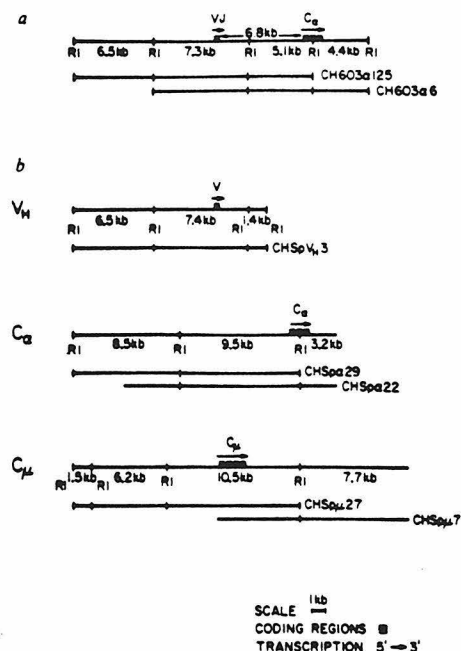 a
VJ Cα
6.8kb
RI 6.5kb RI 7.3kb RI 5.1kb RI 4.4kb RI
CH603α125
CH603α6
b
V
V_H
RI 6.5kb RI 7.4kb RI 1.4kb RI
CHSpV_H3
Cα
Cα
RI 8.5kb RI 9.5kb RI 3.2kb
CHSpα29
CHSpα22
Cμ
Cμ
RI 1.5kb RI 6.2kb RI 10.5kb RI 7.7kb
CHSpμ27
CHSpμ7
1kb
SCALE
CODING REGIONS
TRANSCRIPTION 5' → 3'